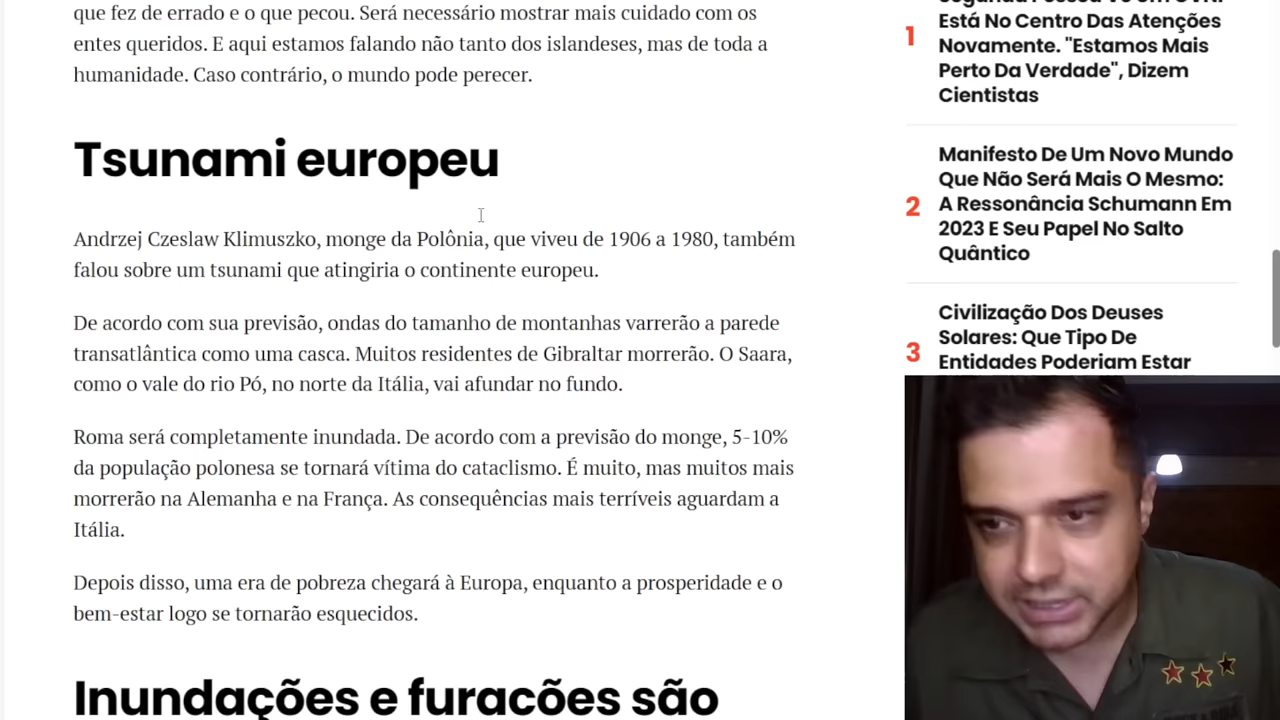 que fez de errado e o que pecou. Será necessário mostrar mais cuidado com os
entes queridos. E aqui estamos falando não tanto dos islandeses, mas de toda a
humanidade. Caso contrário, o mundo pode perecer.
Tsunami europeu
Andrzej Czeslaw Klimuszko, monge da Polônia, que viveu de 1906 a 1980, também
falou sobre um tsunami que atingiria o continente europeu.
De acordo com sua previsão, ondas do tamanho de montanhas varrerão a parede
transatlântica como uma casca. Muitos residentes de Gibraltar morrerão. O Saara,
como o vale do rio Pó, no norte da Itália, vai afundar no fundo.
Roma será completamente inundada. De acordo com a previsão do monge, 5-10%
da população polonesa se tornará vítima do cataclismo. É muito, mas muitos mais
morrerão na Alemanha e na França. As consequências mais terríveis aguardam a
Itália.
Depois disso, uma era de pobreza chegará à Europa, enquanto a prosperidade e o
bem-estar logo se tornarão esquecidos.
Inundações e furacões são
1
Está No Centro Das Atenções
Novamente. "Estamos Mais
Perto Da Verdade", Dizem
Cientistas
2
Manifesto De Um Novo Mundo
Que Não Será Mais O Mesmo:
A Ressonância Schumann Em
2023 E Seu Papel No Salto
Quântico
3
Civilização Dos Deuses
Solares: Que Tipo De
Entidades Poderiam Estar